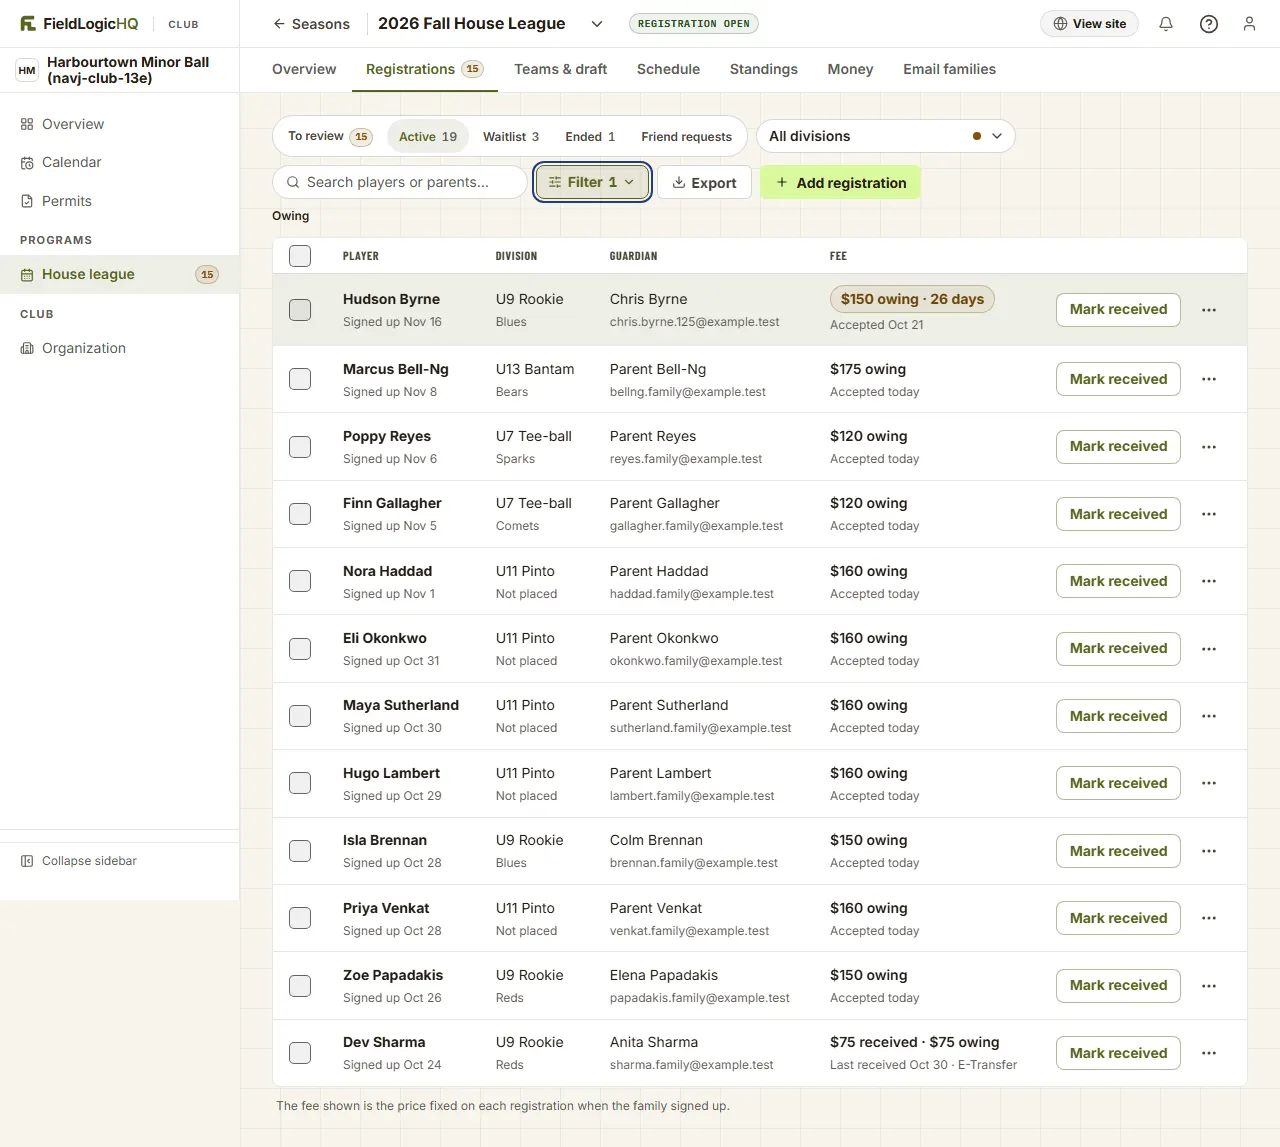 FieldLogicHQ
CLUB
Seasons
2026 Fall House League
REGISTRATION OPEN
View site
HM
Harbourtown Minor Ball
(navj-club-13e)
Overview
Registrations 15
Teams & draft
Schedule
Standings
Money
Email families
Overview
Calendar
Permits
PROGRAMS
House league 15
CLUB
Organization
Collapse sidebar
To review 15
Active 19
Waitlist 3
Ended 1
Friend requests
All divisions
Search players or parents...
Filter 1
Export
Add registration
Owing
PLAYER DIVISION GUARDIAN FEE
Hudson Byrne U9 Rookie Chris Byrne $150 owing · 26 days Mark received
Signed up Nov 16 Blues chris.byrne.125@example.test Accepted Oct 21
Marcus Bell-Ng U13 Bantam Parent Bell-Ng $175 owing Mark received
Signed up Nov 8 Bears bellng.family@example.test Accepted today
Poppy Reyes U7 Tee-ball Parent Reyes $120 owing Mark received
Signed up Nov 6 Sparks reyes.family@example.test Accepted today
Finn Gallagher U7 Tee-ball Parent Gallagher $120 owing Mark received
Signed up Nov 5 Comets gallagher.family@example.test Accepted today
Nora Haddad U11 Pinto Parent Haddad $160 owing Mark received
Signed up Nov 1 Not placed haddad.family@example.test Accepted today
Eli Okonkwo U11 Pinto Parent Okonkwo $160 owing Mark received
Signed up Oct 31 Not placed okonkwo.family@example.test Accepted today
Maya Sutherland U11 Pinto Parent Sutherland $160 owing Mark received
Signed up Oct 30 Not placed sutherland.family@example.test Accepted today
Hugo Lambert U11 Pinto Parent Lambert $160 owing Mark received
Signed up Oct 29 Not placed lambert.family@example.test Accepted today
Isla Brennan U9 Rookie Colm Brennan $150 owing Mark received
Signed up Oct 28 Blues brennan.family@example.test Accepted today
Priya Venkat U11 Pinto Parent Venkat $160 owing Mark received
Signed up Oct 28 Not placed venkat.family@example.test Accepted today
Zoe Papadakis U9 Rookie Elena Papadakis $150 owing Mark received
Signed up Oct 26 Reds papadakis.family@example.test Accepted today
Dev Sharma U9 Rookie Anita Sharma $75 received · $75 owing Mark received
Signed up Oct 24 Reds sharma.family@example.test Last received Oct 30 · E-Transfer
The fee shown is the price fixed on each registration when the family signed up.